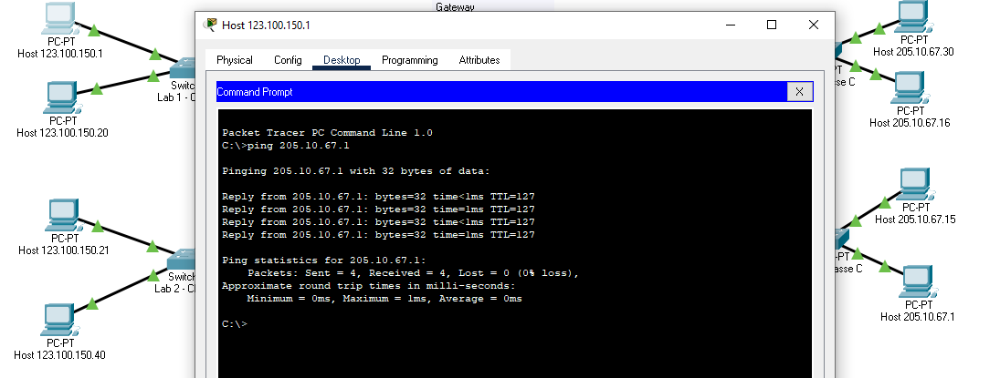 Gateway
Host 123.100.150.1
Physical Config Desktop Programming Attributes
Command Prompt X
Packet Tracer PC Command Line 1.0
C:\>ping 205.10.67.1
Pinging 205.10.67.1 with 32 bytes of data:
Reply from 205.10.67.1: bytes=32 time<1ms TTL=127
Reply from 205.10.67.1: bytes=32 time=1ms TTL=127
Reply from 205.10.67.1: bytes=32 time<1ms TTL=127
Reply from 205.10.67.1: bytes=32 time=1ms TTL=127
Ping statistics for 205.10.67.1:
Packets: Sent = 4, Received = 4, Lost = 0 (0% loss),
Approximate round trip times in milli-seconds:
Minimum = 0ms, Maximum = 1ms, Average = 0ms
C:\>
PC-PT
Host 123.100.150.1
PC-PT
Host 123.100.150.20
Switc
Lab 1 - C
PC-PT
Host 123.100.150.21
Switch
Lab 2 - C
PC-PT
Host 123.100.150.40
PC-PT
Host 205.10.67.30
PT
sse C
PC-PT
Host 205.10.67.16
PC-PT
Host 205.10.67.15
-PT
asse C
PC-PT
Host 205.10.67.1